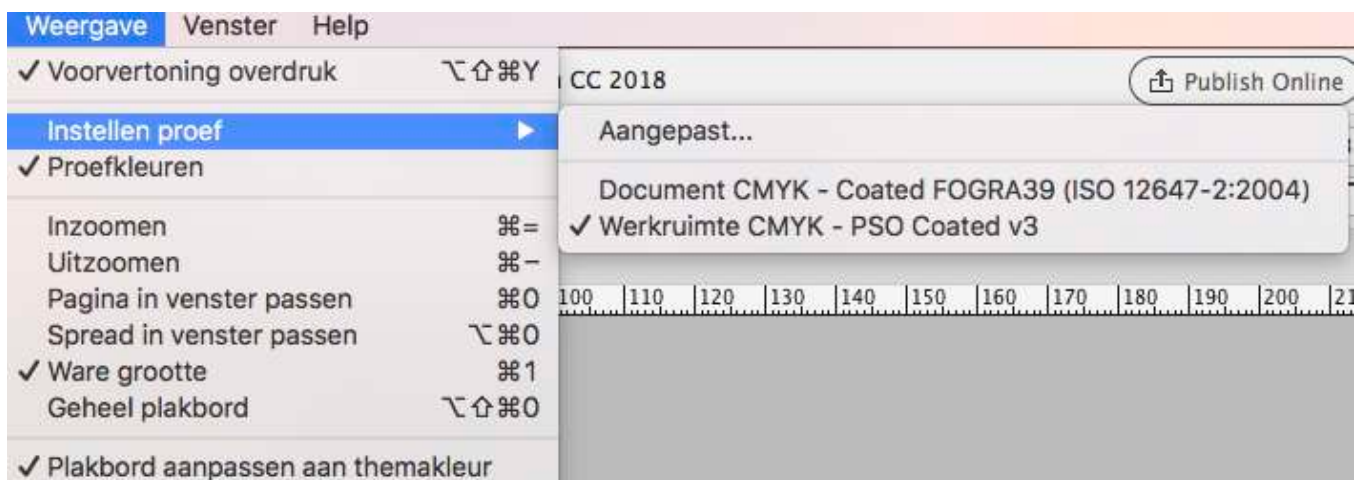 Weergave Venster Help
✓ Voorvertoning overdruk ⌥⇧⌘Y
CC 2018
Publish Online
Instellen proef ▶
Aangepast...
✓ Proefkleuren
Document CMYK - Coated FOGRA39 (ISO 12647-2:2004)
✓ Werkruimte CMYK - PSO Coated v3
Inzoomen ⌘=
Uitzoomen ⌘−
Pagina in venster passen ⌘0
100 110 120 130 140 150 160 170 180 190 200
Spread in venster passen ⌥⌘0
✓ Ware grootte ⌘1
Geheel plakbord ⌥⇧⌘0
✓ Plakbord aanpassen aan themakleur